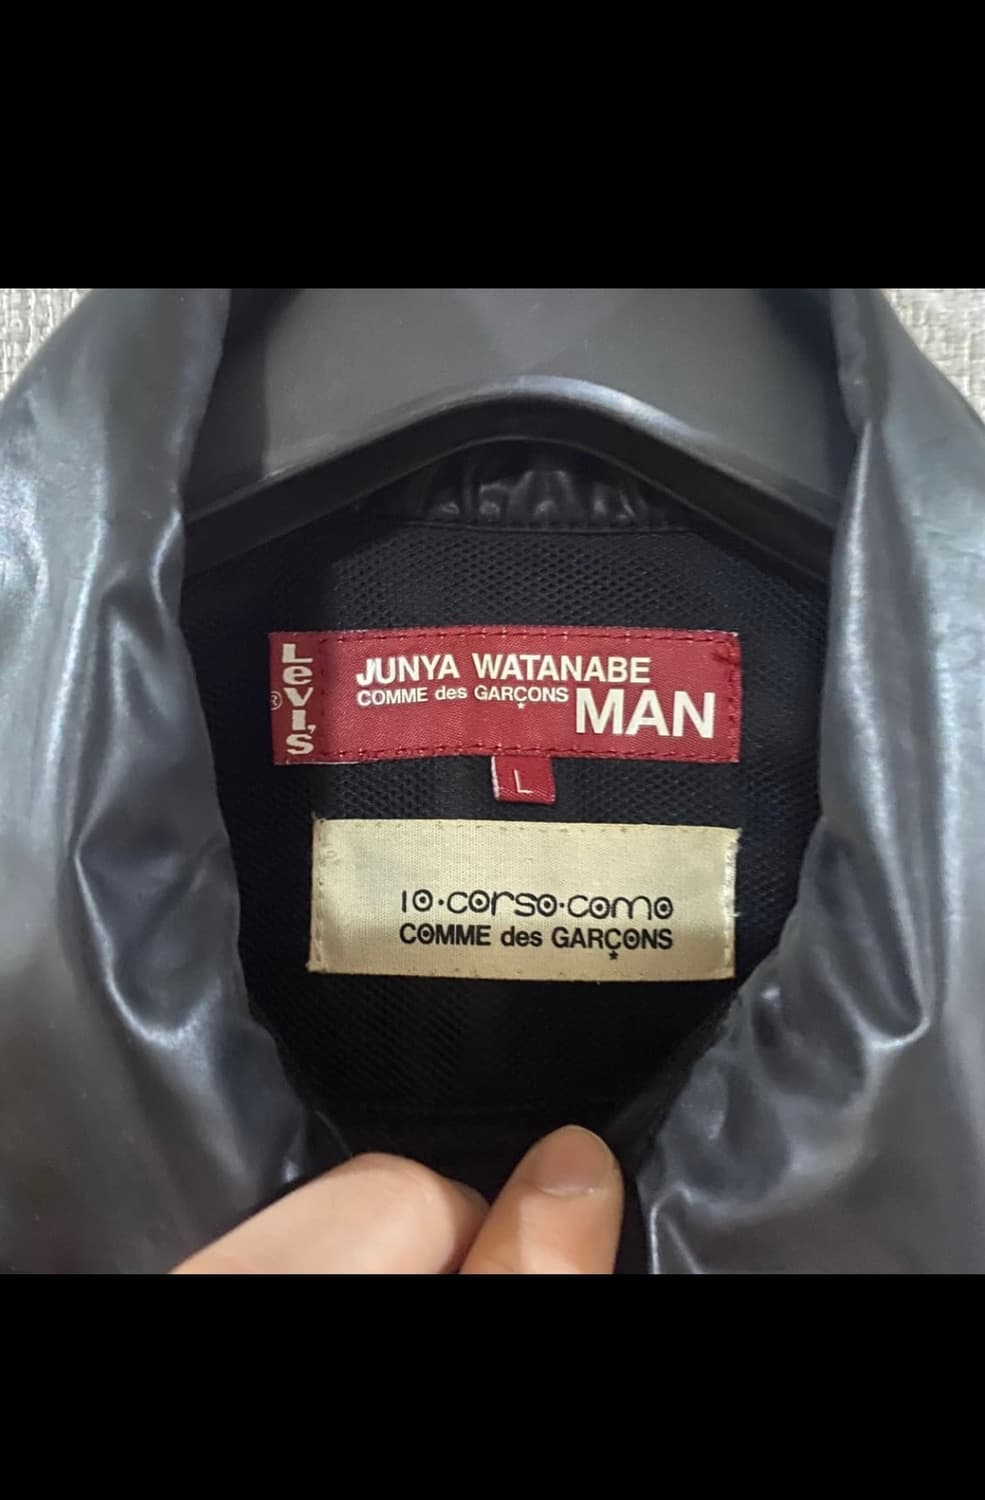 Levi's
®
JUNYA WATANABE
COMME des GARÇONS MAN
L
10·corso·como
COMME des GARÇONS